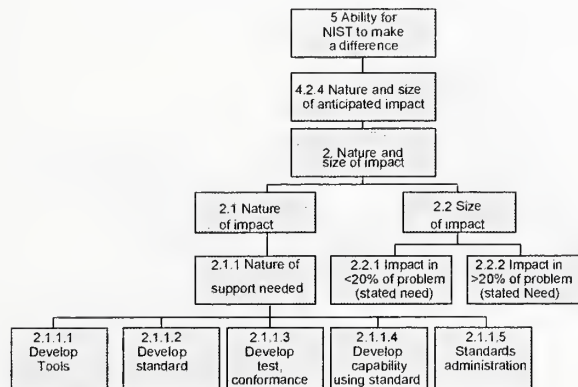 5 Ability for
NIST to make
a difference
4.2.4 Nature and size
of anticipated impact
2. Nature and
size of impact
2.1 Nature
of impact
2.2 Size
of impact
2.1.1 Nature of
support needed
2.2.1 Impact in
<20% of problem
(stated need)
2.2.2 Impact in
>20% of problem
(stated Need)
2.1.1.1
Develop
Tools
2.1.1.2
Develop
standard
2.1.1.3
Develop
test,
conformance
2.1.1.4
Develop
capability
using standard
2.1.1.5
Standards
administration